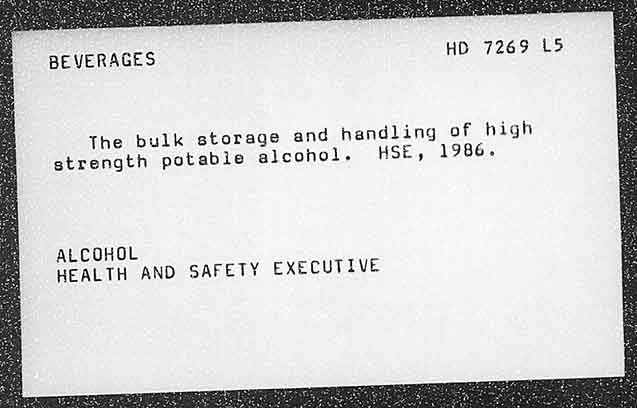 BEVERAGES HD 7269 L5
The bulk storage and handling of high
strength potable alcohol. HSE, 1986.
ALCOHOL
HEALTH AND SAFETY EXECUTIVE